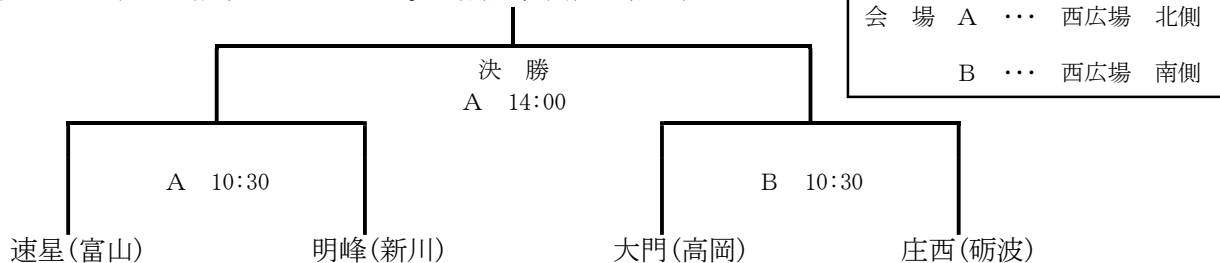 会　場　A　･･･　西広場　北側
B　･･･　西広場　南側
決　勝
A　14:00
A　10:30
B　10:30
速星(富山)
明峰(新川)
大門(高岡)
庄西(砺波)